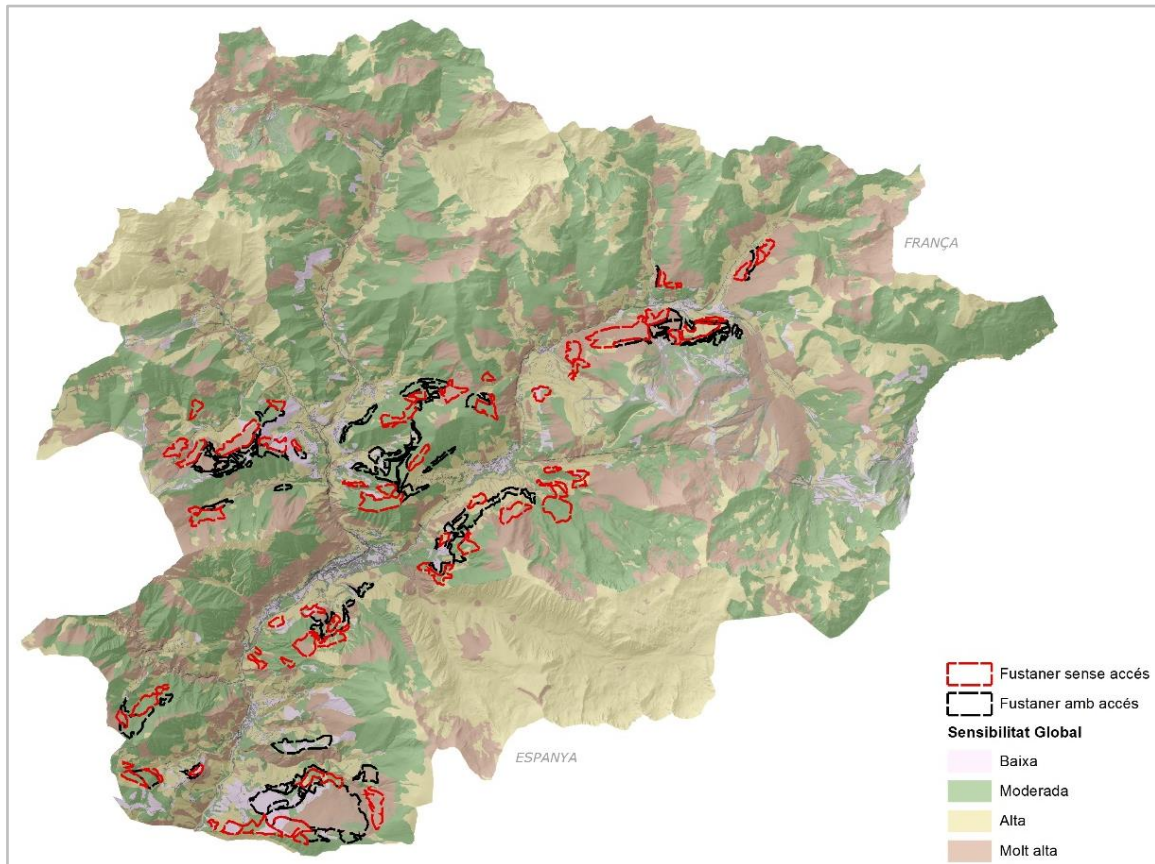 FRANÇA
ESPANYA
Fustaner sense accés
Fustaner amb accés
Sensibilitat Global
Baixa
Moderada
Alta
Molt alta